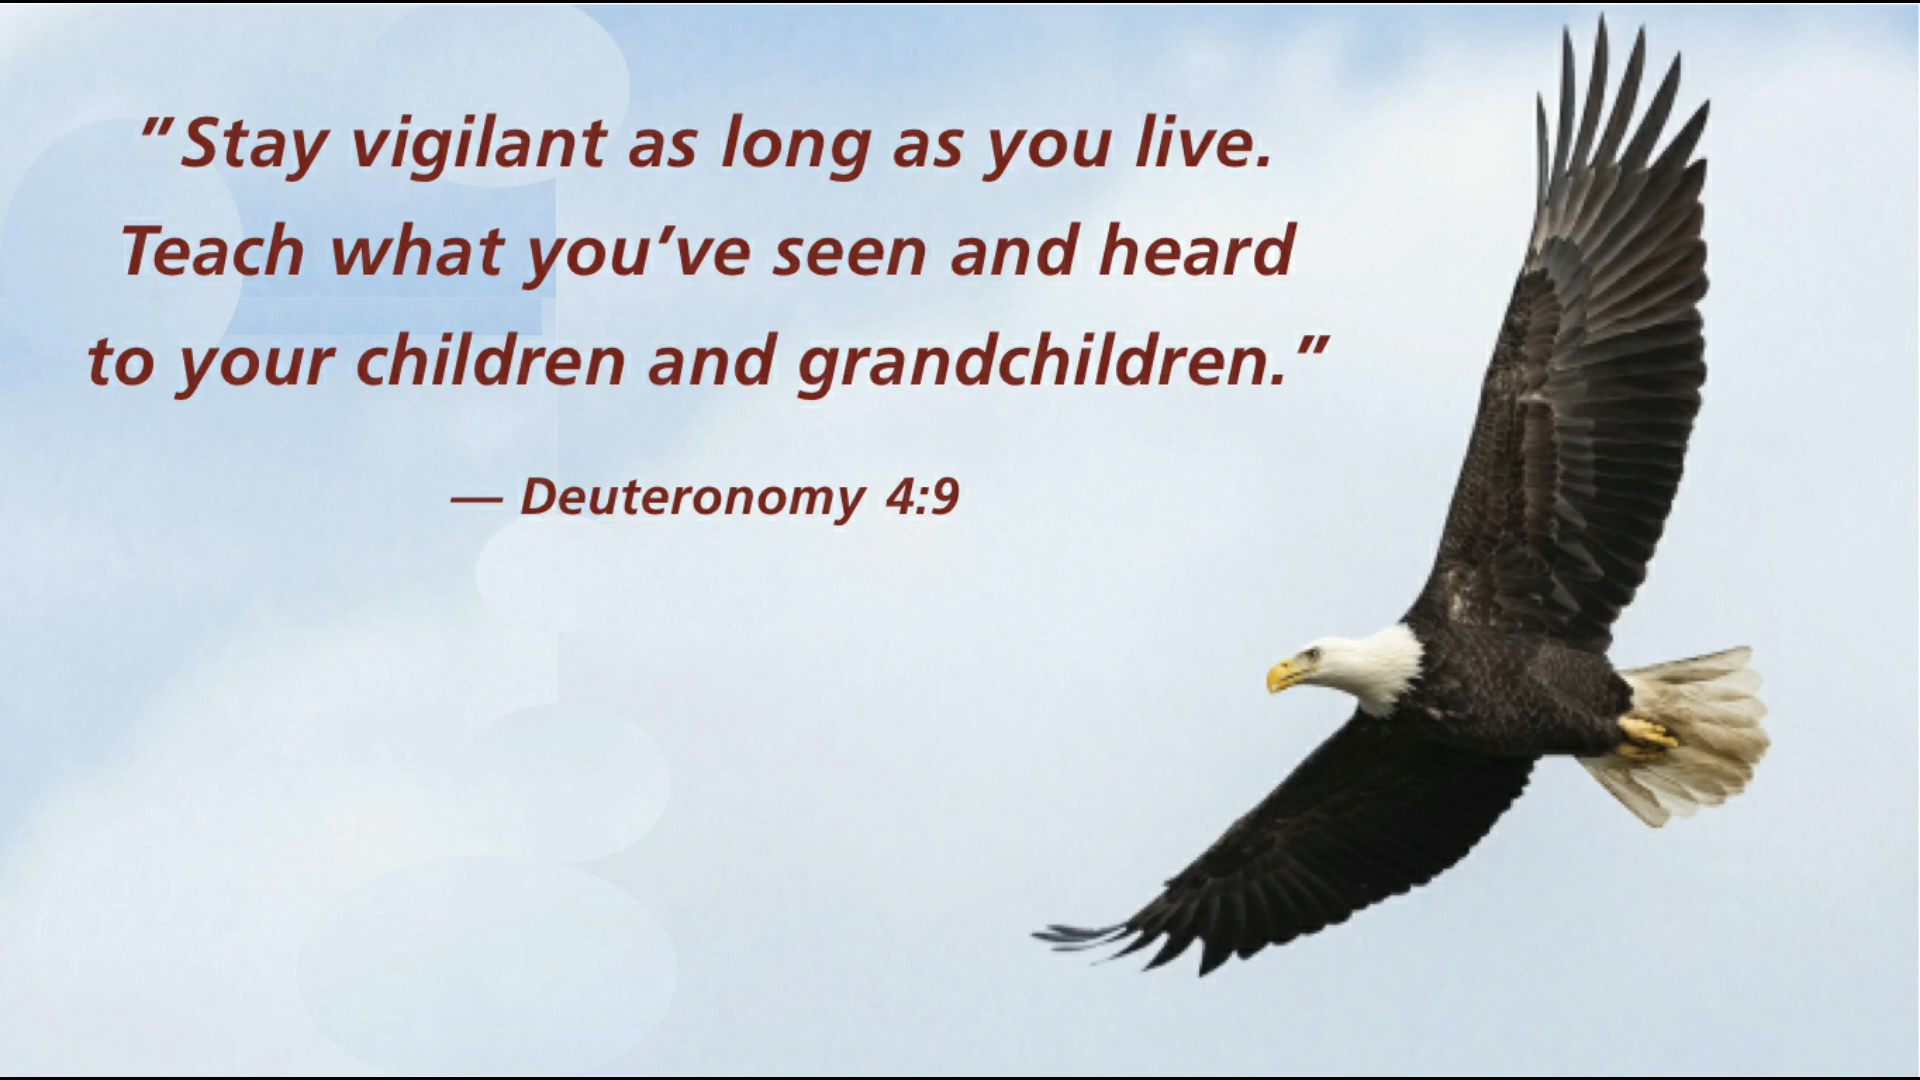 "Stay vigilant as long as you live.
Teach what you've seen and heard
to your children and grandchildren."
— Deuteronomy 4:9